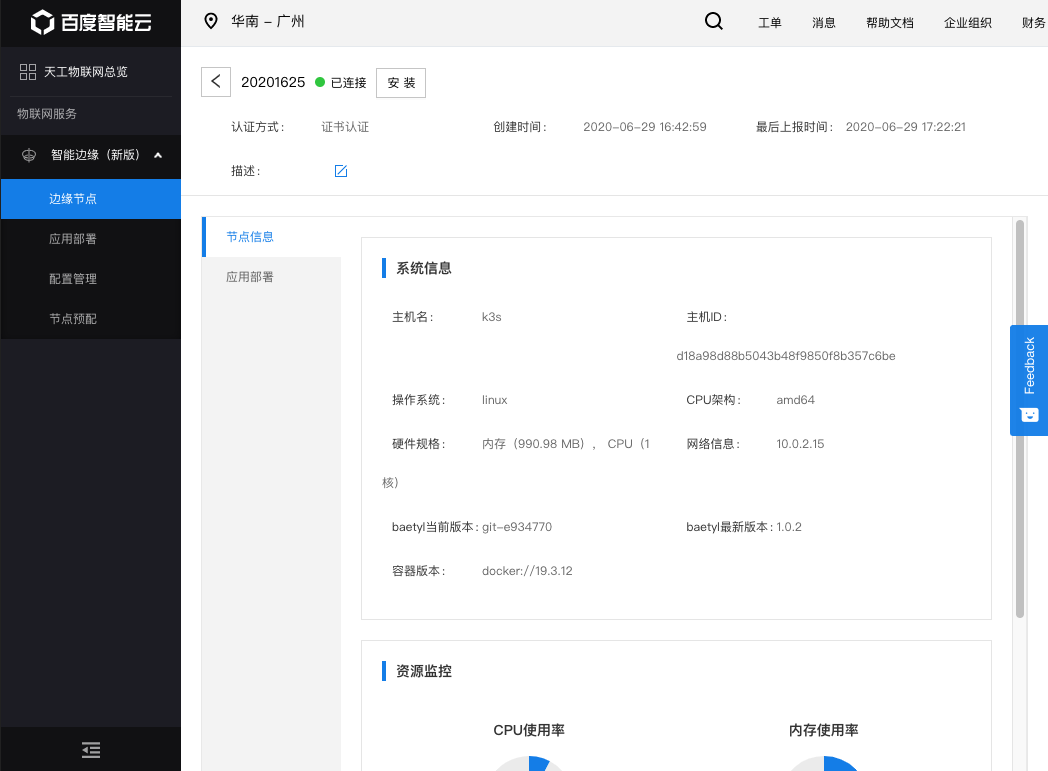 百度智能云
华南 – 广州
工单
消息
帮助文档
企业组织
财务
天工物联网总览
物联网服务
智能边缘（新版）
边缘节点
应用部署
配置管理
节点预配
20201625
已连接
安 装
认证方式：
证书认证
创建时间：
2020-06-29 16:42:59
最后上报时间：
2020-06-29 17:22:21
描述：
节点信息
应用部署
系统信息
主机名：
k3s
主机ID：
d18a98d88b5043b48f9850f8b357c6be
操作系统：
linux
CPU架构：
amd64
硬件规格：
内存（990.98 MB）， CPU（1
核）
网络信息：
10.0.2.15
baetyl当前版本：
git-e934770
baetyl最新版本：
1.0.2
容器版本：
docker://19.3.12
资源监控
CPU使用率
内存使用率
Feedback